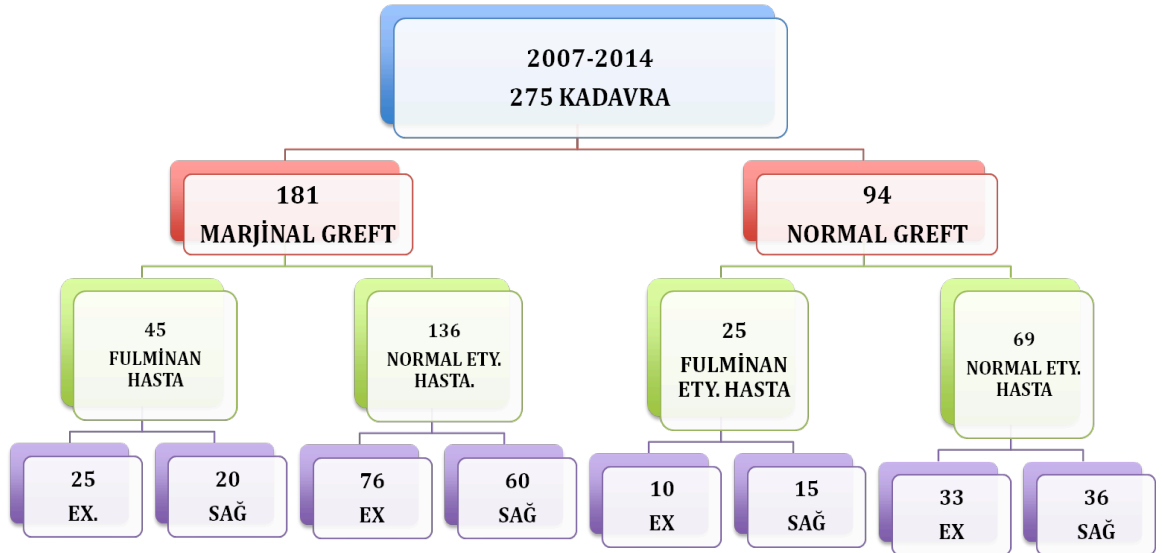 2007-2014
275 KADAVRA
181
MARJİNAL GREFT
94
NORMAL GREFT
45
FULMİNAN
HASTA
136
NORMAL ETY.
HASTA.
25
FULMİNAN
ETY. HASTA
69
NORMAL ETY.
HASTA
25
EX.
20
SAĞ
76
EX
60
SAĞ
10
EX
15
SAĞ
33
EX
36
SAĞ